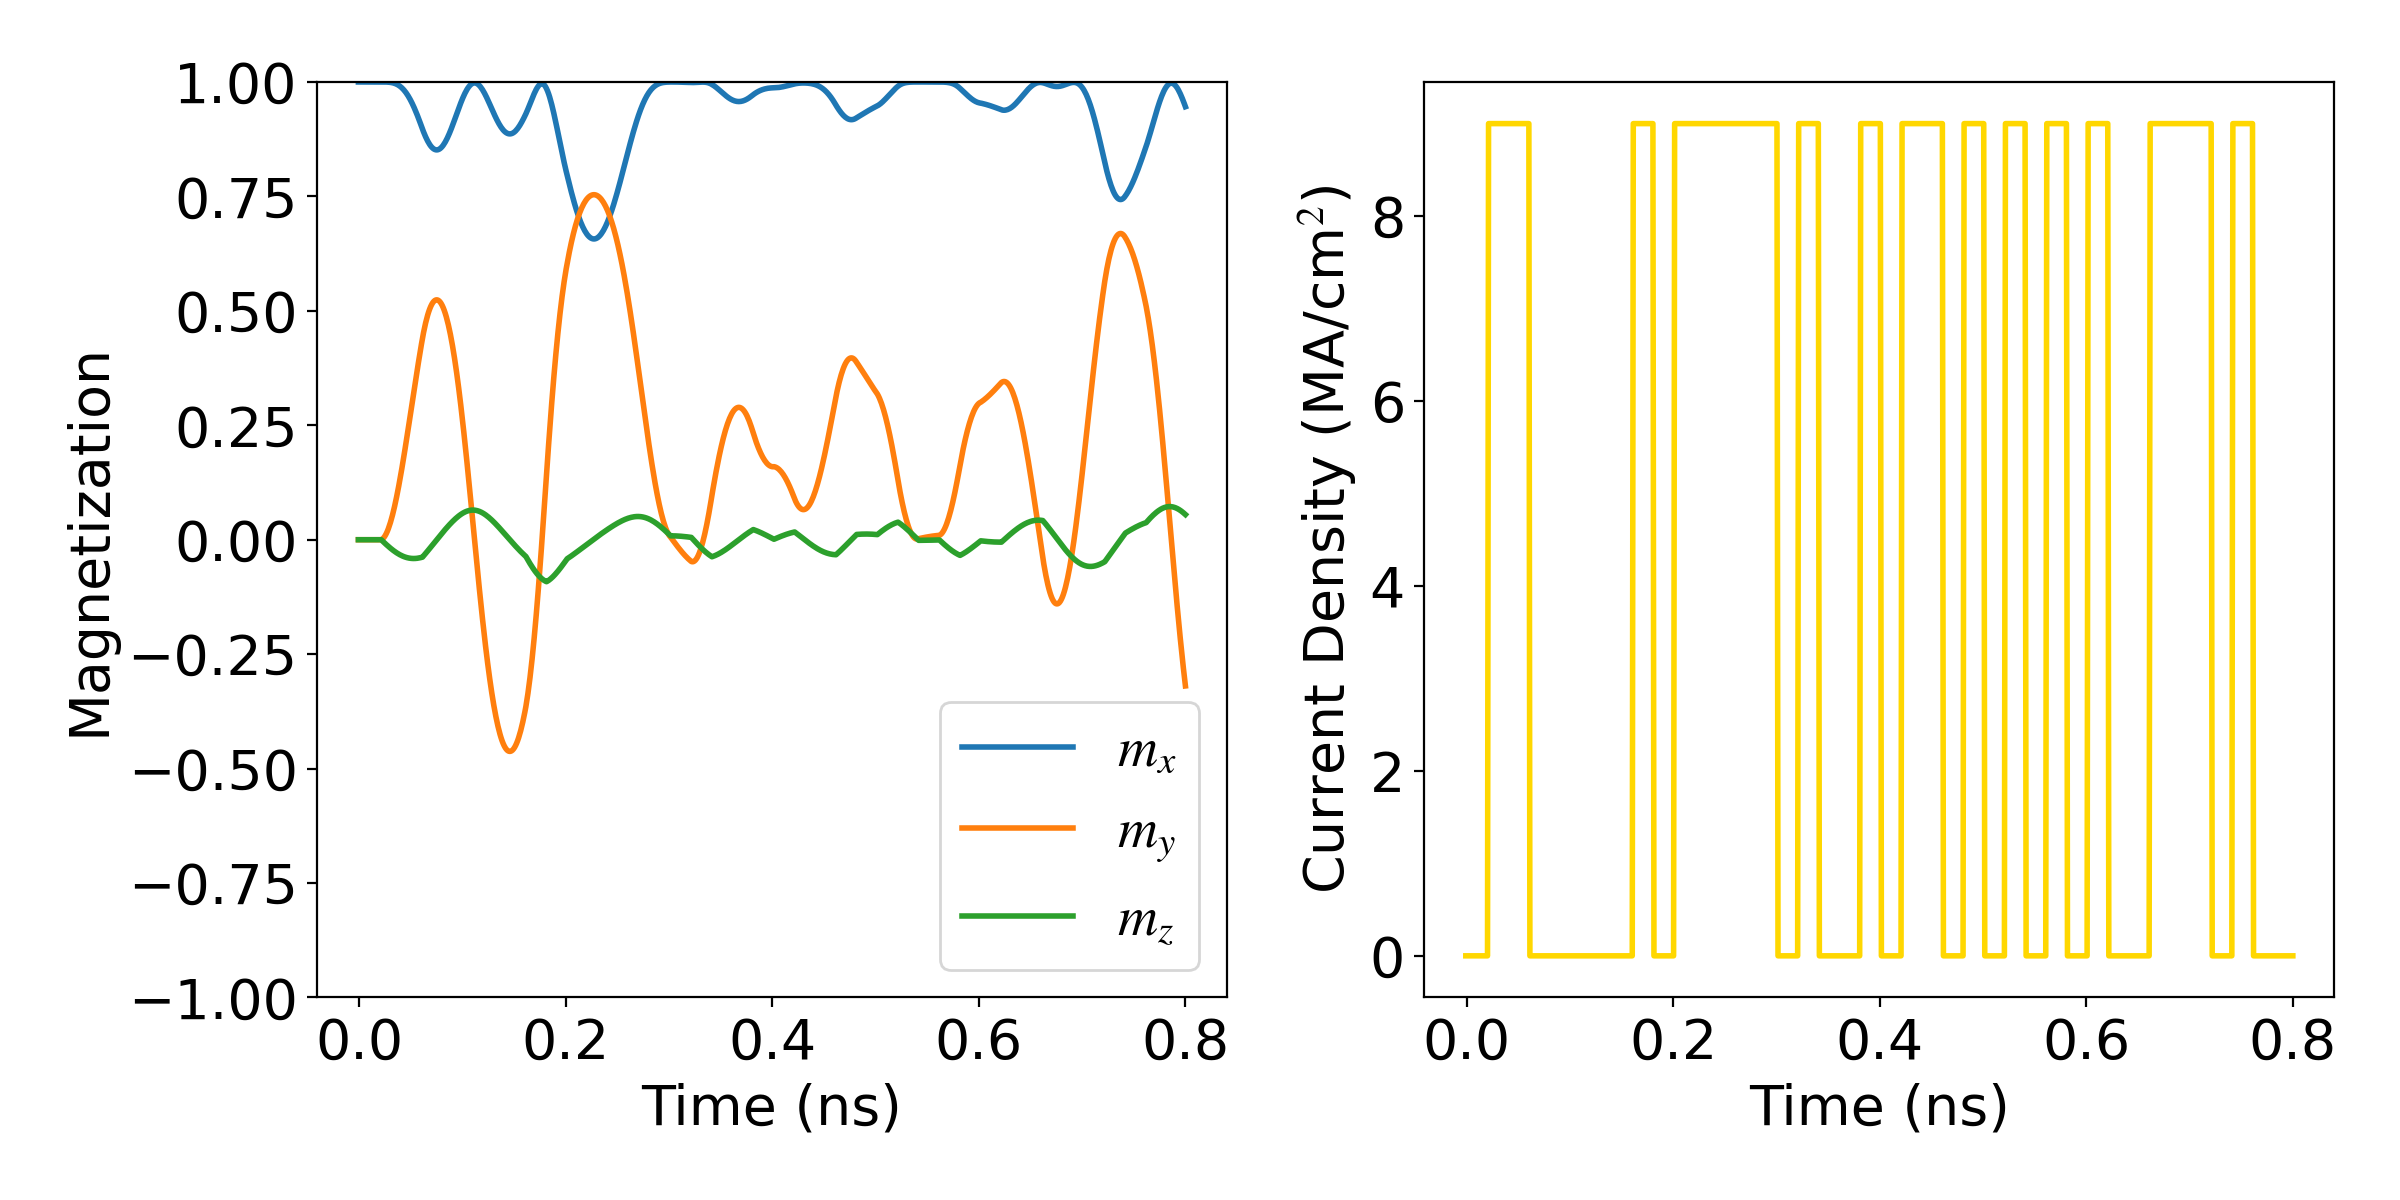 Magnetization
1.00
0.75
0.50
0.25
0.00
−0.25
−0.50
−0.75
−1.00
0.0 0.2 0.4 0.6 0.8
Time (ns)
m_x
m_y
m_z
Current Density (MA/cm²)
8
6
4
2
0
0.0 0.2 0.4 0.6 0.8
Time (ns)